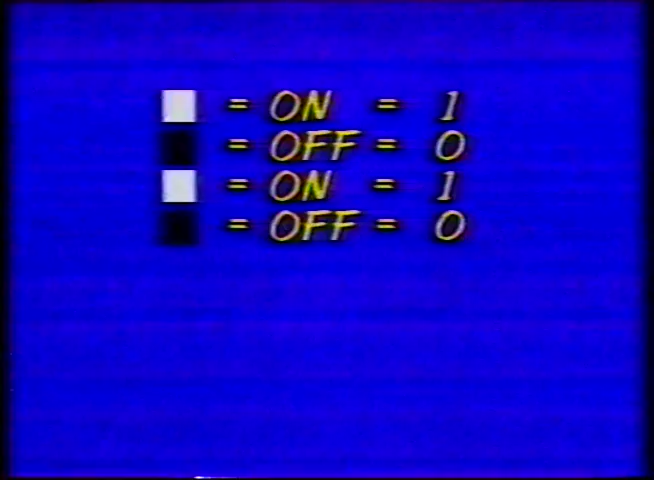 = ON = 1
= OFF = 0
= ON = 1
= OFF = 0